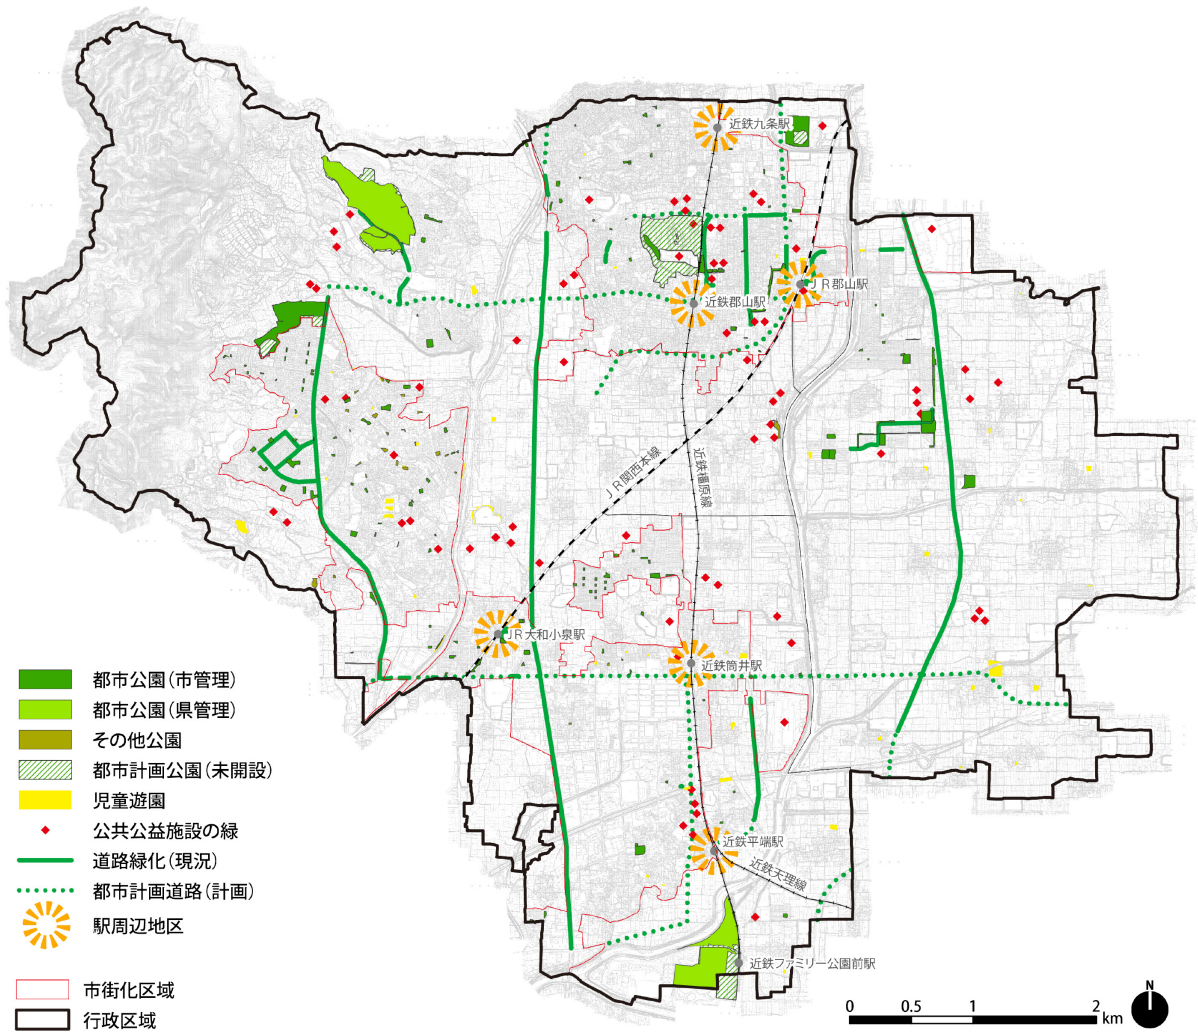 近鉄九条駅
JR郡山駅
近鉄郡山駅
JR関西本線
近鉄橿原線
JR大和小泉駅
近鉄筒井駅
近鉄平端駅
近鉄天理線
近鉄ファミリー公園前駅
都市公園(市管理)
都市公園(県管理)
その他公園
都市計画公園(未開設)
児童遊園
公共公益施設の緑
道路緑化(現況)
都市計画道路(計画)
駅周辺地区
市街化区域
行政区域
0 0.5 1 2 km
N